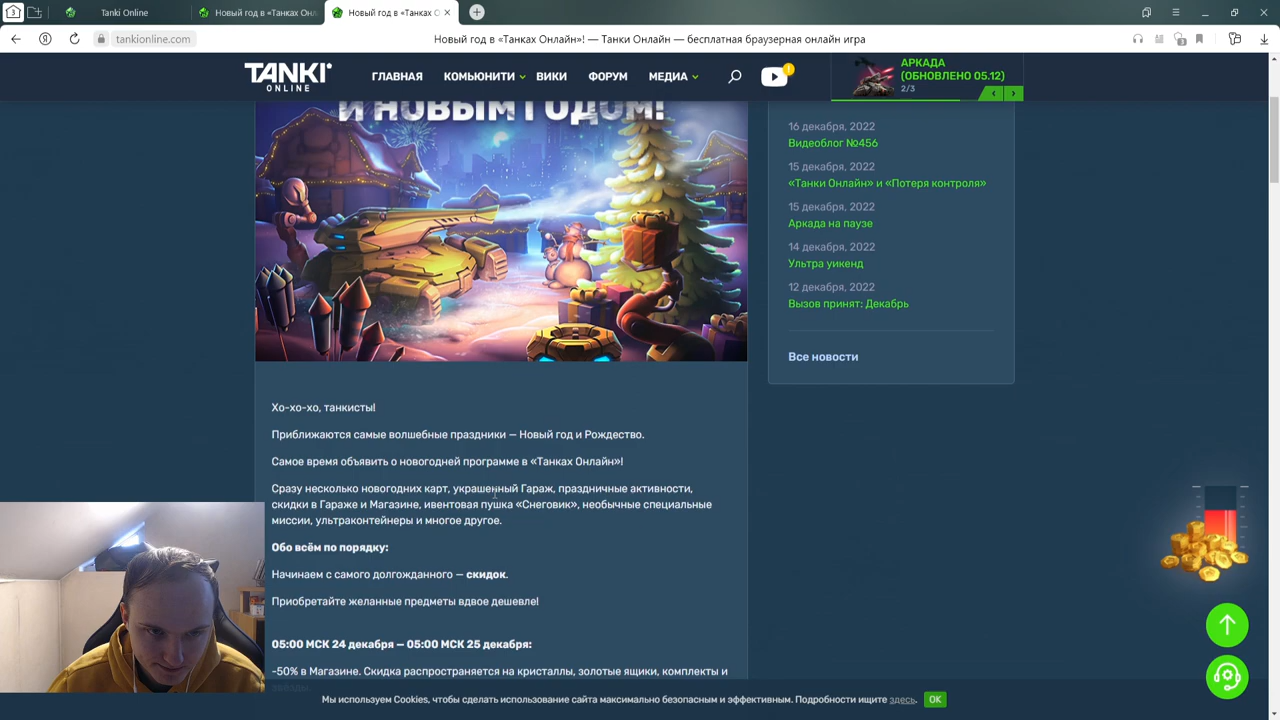 3
Tanki Online
Новый год в «Танках Онл
Новый год в «Танках О
tankionline.com
Новый год в «Танках Онлайн»! — Танки Онлайн — бесплатная браузерная онлайн игра
TANKI
ONLINE
ГЛАВНАЯ
КОМЬЮНИТИ
ВИКИ
ФОРУМ
МЕДИА
!
АРКАДА
(ОБНОВЛЕНО 05.12)
2/3
И НОВЫМ ГОДОМ!
16 декабря, 2022
Видеоблог №456
15 декабря, 2022
«Танки Онлайн» и «Потеря контроля»
15 декабря, 2022
Аркада на паузе
14 декабря, 2022
Ультра уикенд
12 декабря, 2022
Вызов принят: Декабрь
Все новости
Хо-хо-хо, танкисты!
Приближаются самые волшебные праздники — Новый год и Рождество.
Самое время объявить о новогодней программе в «Танках Онлайн»!
Сразу несколько новогодних карт, украшенный Гараж, праздничные активности,
скидки в Гараже и Магазине, ивентовая пушка «Снеговик», необычные специальные
миссии, ультраконтейнеры и многое другое.
Обо всём по порядку:
Начинаем с самого долгожданного — скидок.
Приобретайте желанные предметы вдвое дешевле!
05:00 МСК 24 декабря — 05:00 МСК 25 декабря:
-50% в Магазине. Скидка распространяется на кристаллы, золотые ящики, комплекты и
Мы используем Cookies, чтобы сделать использование сайта максимально безопасным и эффективным. Подробности ищите здесь.
OK